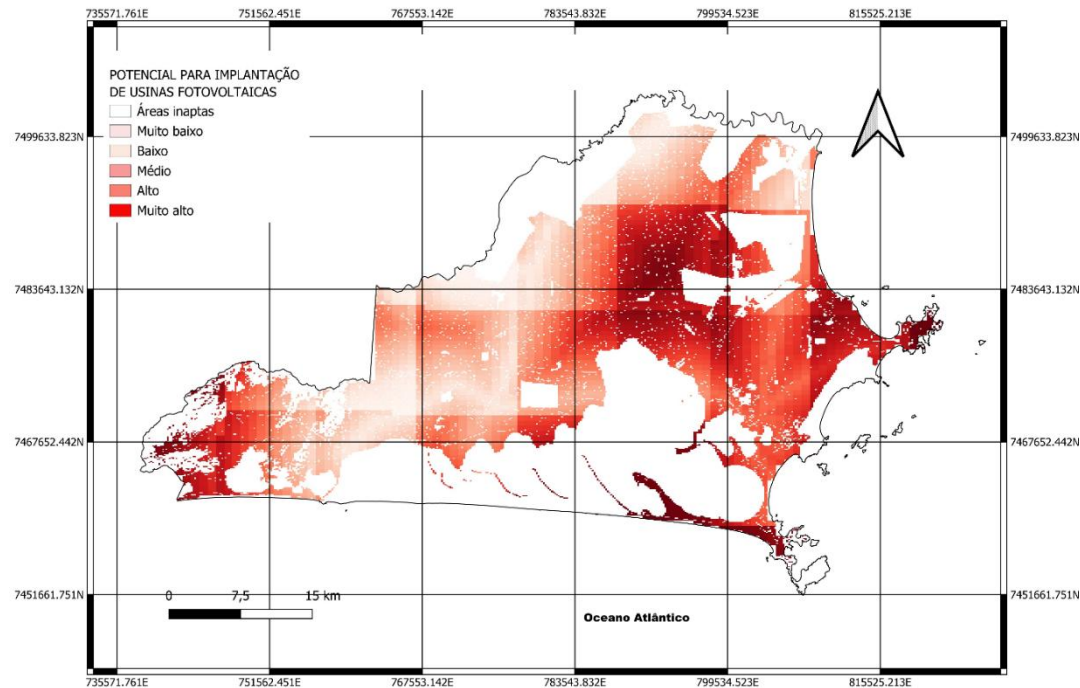 735571.761E 751562.451E 767553.142E 783543.832E 799534.523E 815525.213E
POTENCIAL PARA IMPLANTAÇÃO
DE USINAS FOTOVOLTAICAS
Áreas inaptas
Muito baixo
Baixo
Médio
Alto
Muito alto
7499633.823N 7499633.823N
7483643.132N 7483643.132N
7467652.442N 7467652.442N
7451661.751N 7451661.751N
0 7,5 15 km
Oceano Atlântico
735571.761E 751562.451E 767553.142E 783543.832E 799534.523E 815525.213E